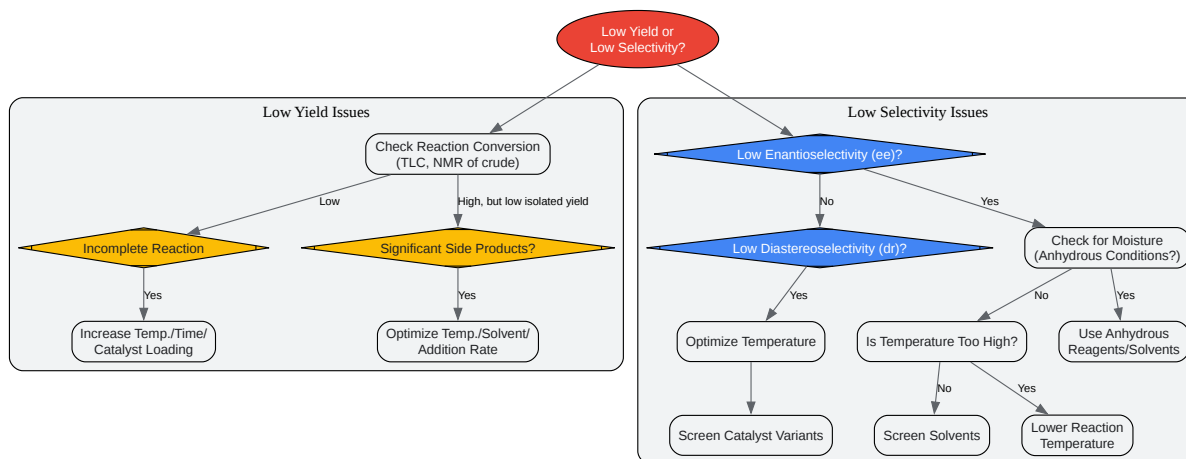 Low Yield or
Low Selectivity?
Low Yield Issues
Check Reaction Conversion
(TLC, NMR of crude)
Low
High, but low isolated yield
Incomplete Reaction
Significant Side Products?
Yes
Yes
Increase Temp./Time/
Catalyst Loading
Optimize Temp./Solvent/
Addition Rate
Low Selectivity Issues
Low Enantioselectivity (ee)?
No
Yes
Low Diastereoselectivity (dr)?
Check for Moisture
(Anhydrous Conditions?)
Yes
No
Yes
Optimize Temperature
Is Temperature Too High?
Use Anhydrous
Reagents/Solvents
No
Yes
Screen Catalyst Variants
Screen Solvents
Lower Reaction
Temperature